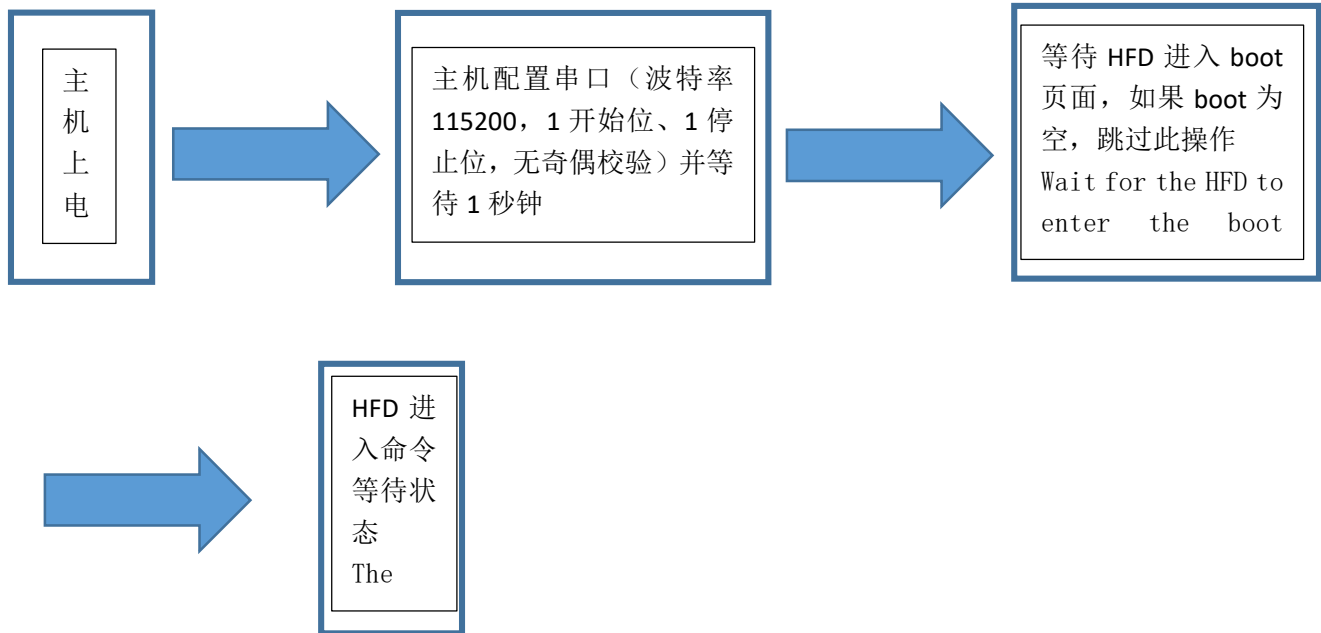 主
机
上
电
主机配置串口（波特率
115200，1 开始位、1 停
止位，无奇偶校验）并等
待 1 秒钟
等待 HFD 进入 boot
页面，如果 boot 为
空，跳过此操作
Wait for the HFD to
enter the boot
HFD 进
入命令
等待状
态
The